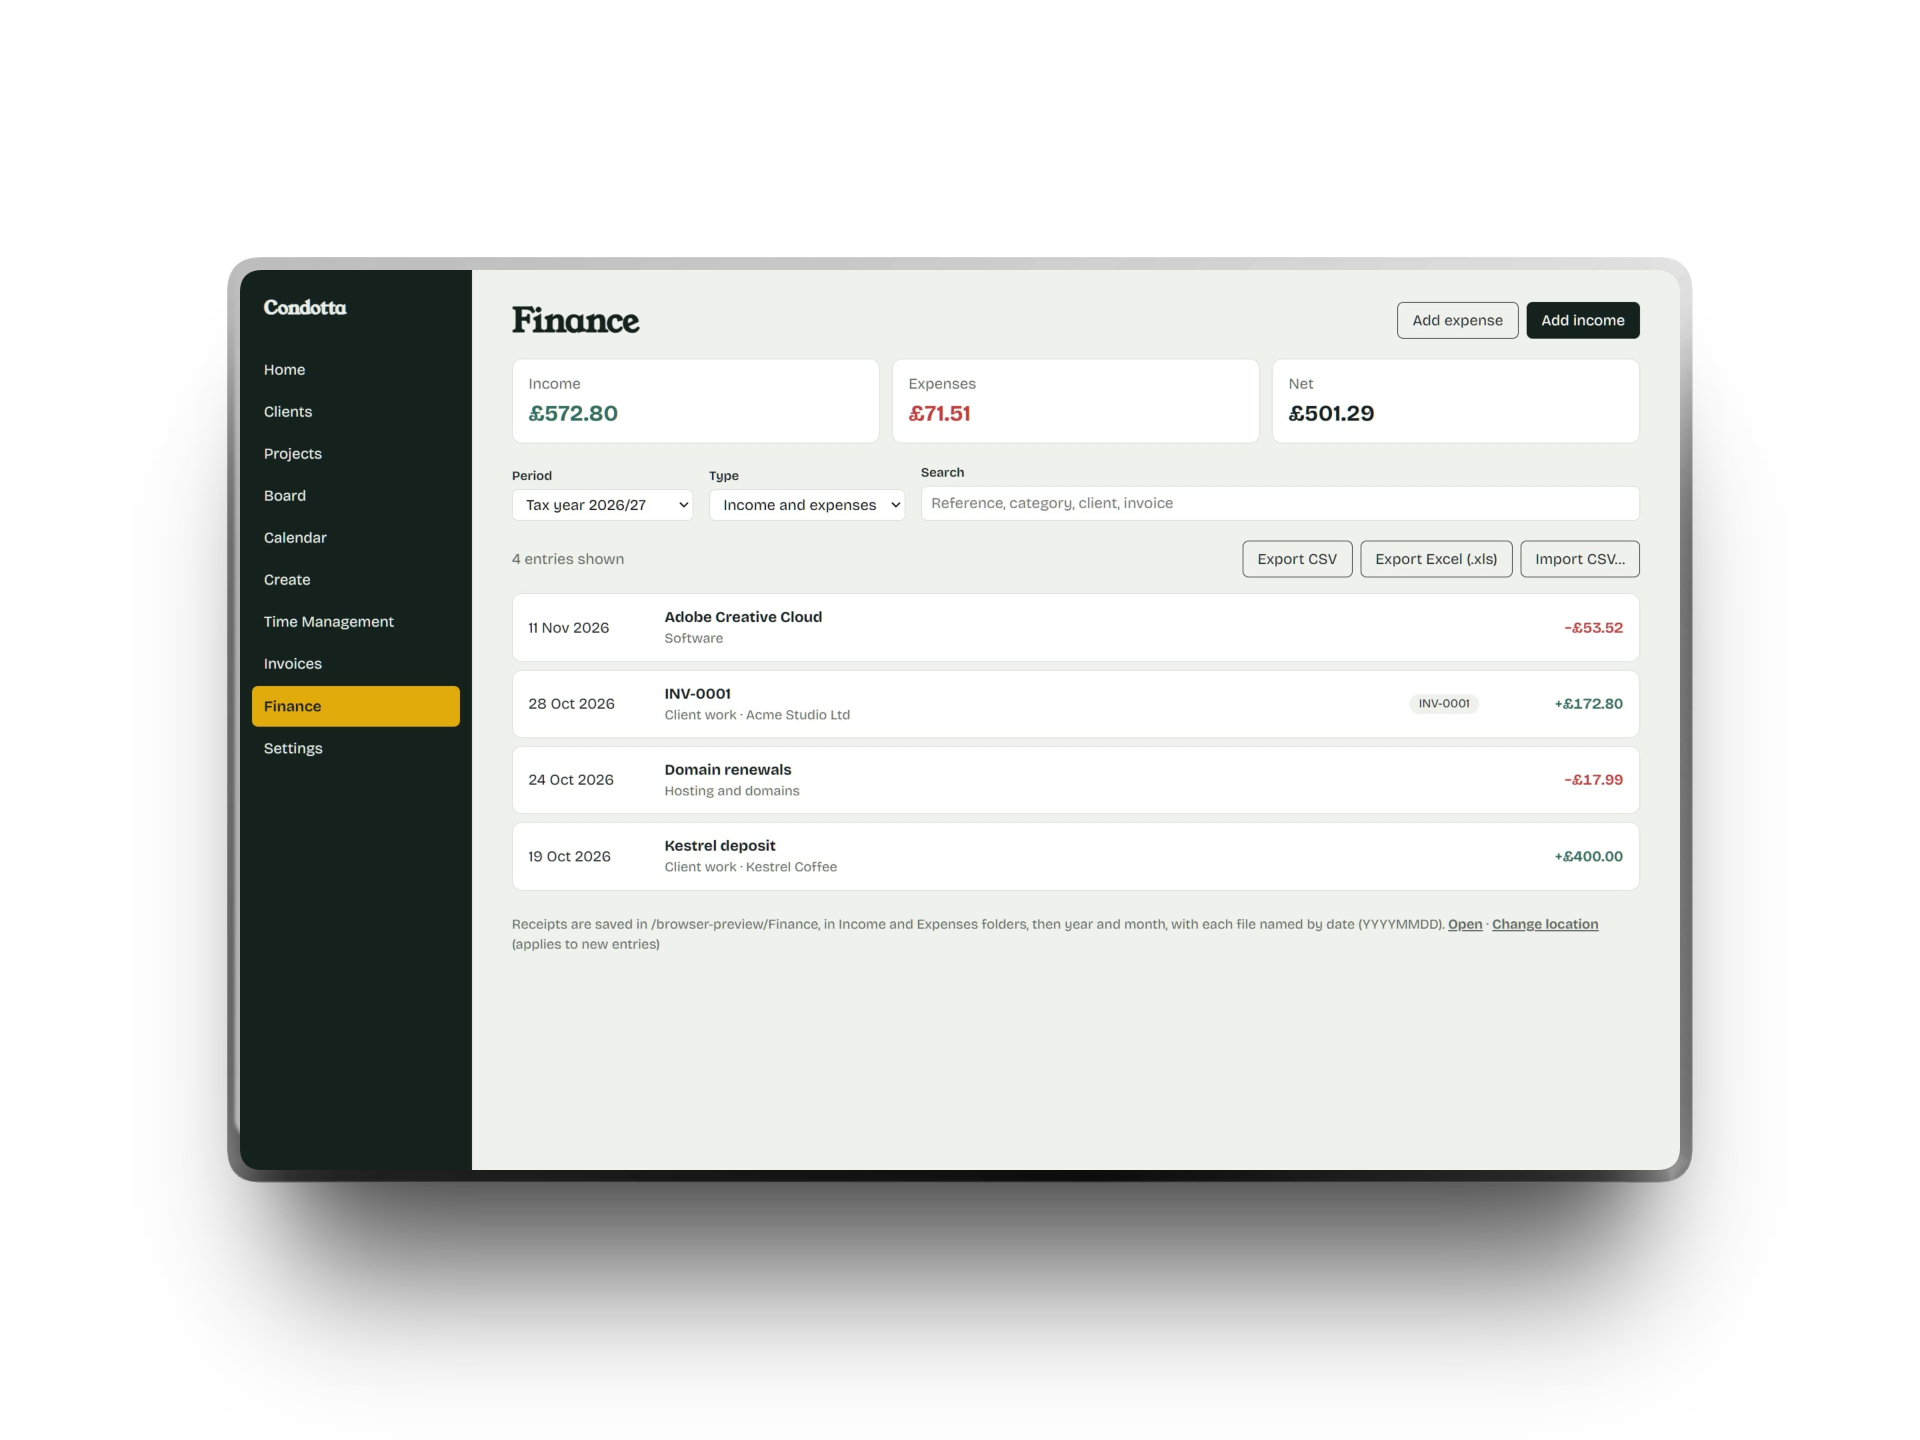 Condotta
Home
Clients
Projects
Board
Calendar
Create
Time Management
Invoices
Finance
Settings
Finance
Add expense
Add income
Income
£572.80
Expenses
£71.51
Net
£501.29
Period
Tax year 2026/27
Type
Income and expenses
Search
Reference, category, client, invoice
4 entries shown
Export CSV
Export Excel (.xls)
Import CSV...
11 Nov 2026
Adobe Creative Cloud
Software
-£53.52
28 Oct 2026
INV-0001
Client work · Acme Studio Ltd
INV-0001
+£172.80
24 Oct 2026
Domain renewals
Hosting and domains
-£17.99
19 Oct 2026
Kestrel deposit
Client work · Kestrel Coffee
+£400.00
Receipts are saved in /browser-preview/Finance, in Income and Expenses folders, then year and month, with each file named by date (YYYYMMDD). Open · Change location
(applies to new entries)